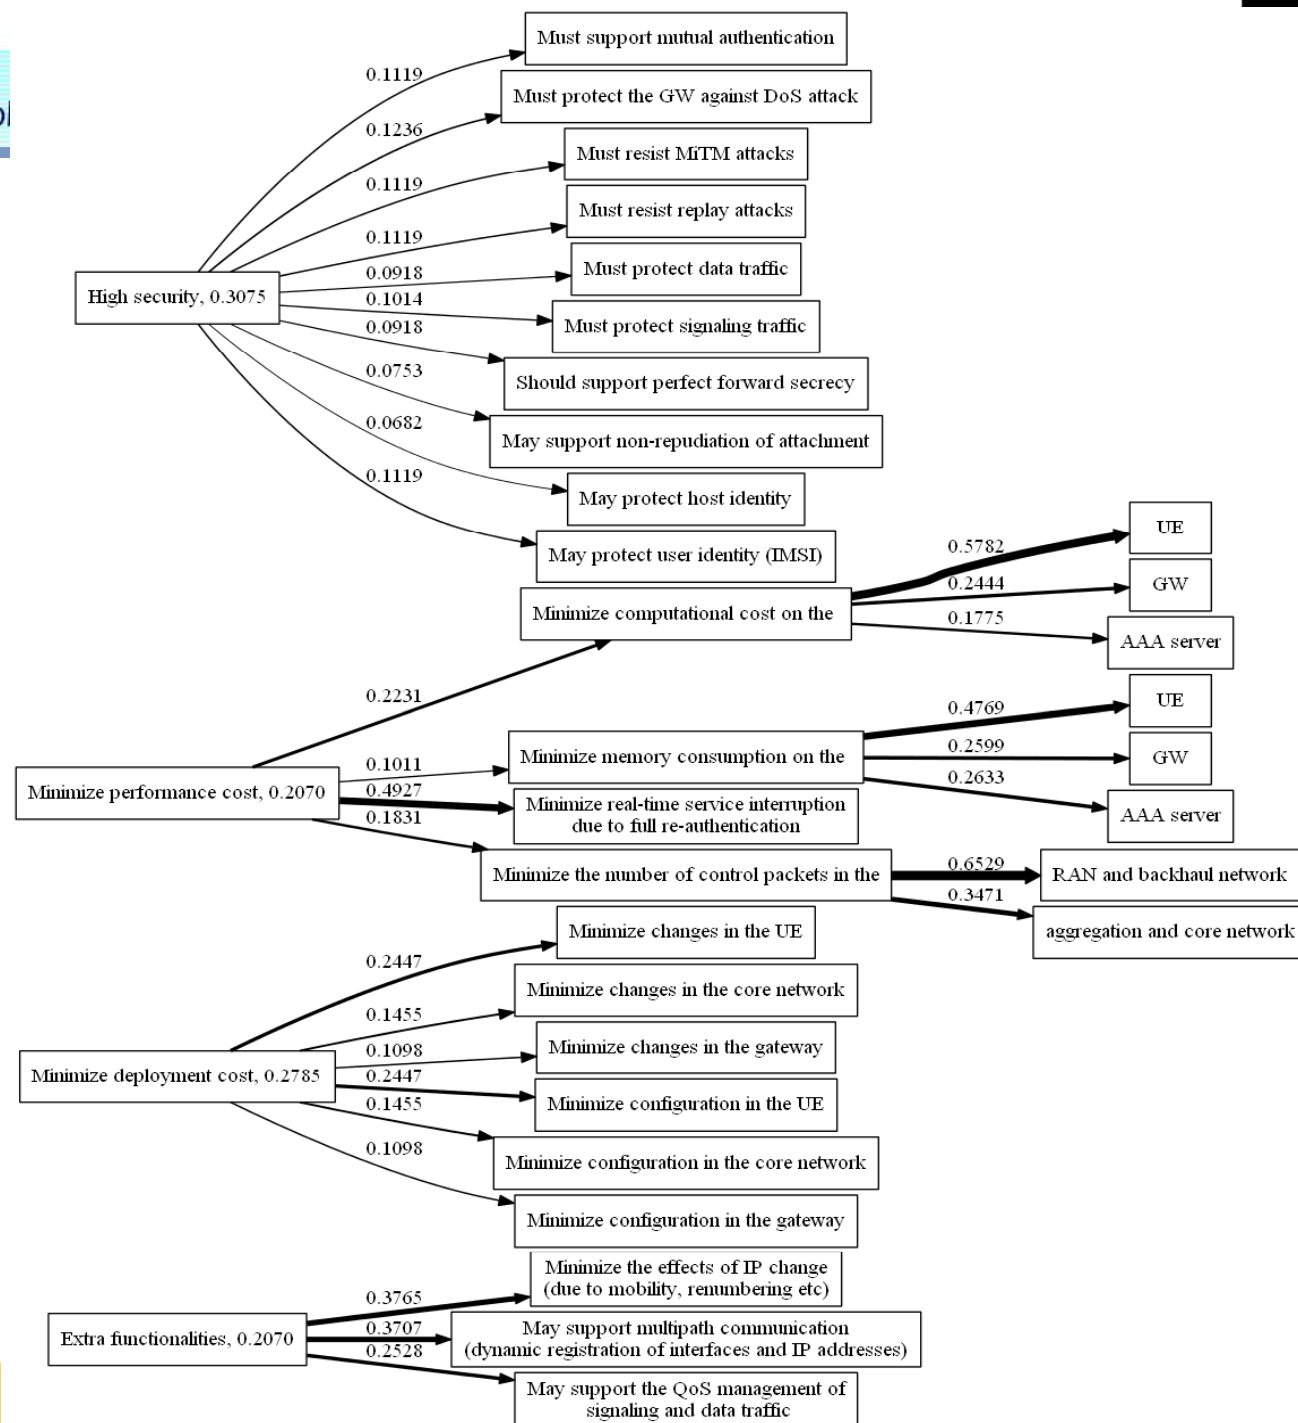 Must support mutual authentication
0.1119
Must protect the GW against DoS attack
0.1236
Must resist MiTM attacks
0.1119
Must resist replay attacks
0.1119
Must protect data traffic
0.0918
High security, 0.3075
0.1014
Must protect signaling traffic
0.0918
Should support perfect forward secrecy
0.0753
May support non-repudiation of attachment
0.0682
May protect host identity
0.1119
May protect user identity (IMSI)
Minimize computational cost on the
0.5782
UE
0.2444
GW
0.1775
AAA server
0.2231
Minimize performance cost, 0.2070
0.1011
Minimize memory consumption on the
0.4769
UE
0.2599
GW
0.2633
AAA server
0.4927
Minimize real-time service interruption
due to full re-authentication
0.1831
Minimize the number of control packets in the
0.6529
RAN and backhaul network
0.3471
aggregation and core network
Minimize changes in the UE
0.2447
Minimize changes in the core network
0.1455
Minimize changes in the gateway
0.1098
Minimize deployment cost, 0.2785
0.2447
Minimize configuration in the UE
0.1455
Minimize configuration in the core network
0.1098
Minimize configuration in the gateway
Minimize the effects of IP change
(due to mobility, renumbering etc)
0.3765
Extra functionalities, 0.2070
0.3707
May support multipath communication
(dynamic registration of interfaces and IP addresses)
0.2528
May support the QoS management of
signaling and data traffic